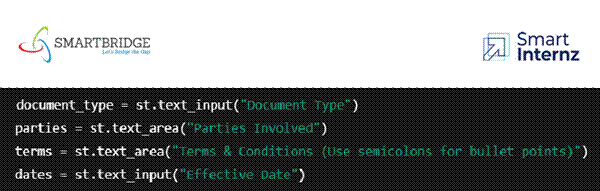 SMARTBRIDGE
Let's Bridge the Gap
Smart
Internz
document_type = st.text_input("Document Type")
parties = st.text_area("Parties Involved")
terms = st.text_area("Terms & Conditions (Use semicolons for bullet points)")
dates = st.text_input("Effective Date")